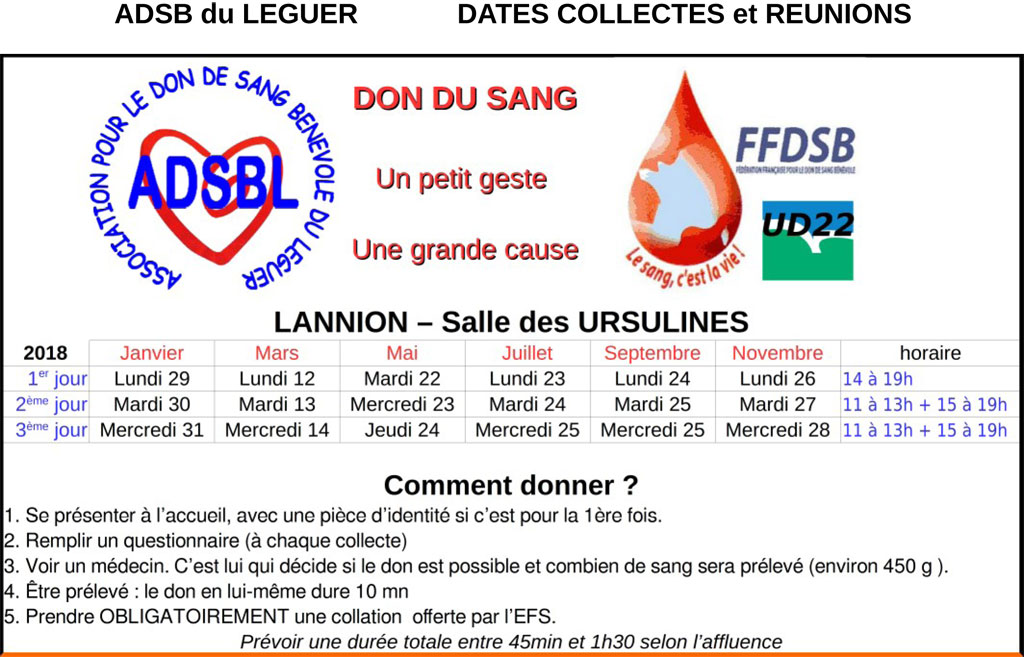 ADSB du LEGUER DATES COLLECTES et REUNIONS
ASSOCIATION POUR LE DON DE SANG BENEVOLE DU LEGUER
ADSBL
DON DU SANG
Un petit geste
Une grande cause
Le sang, c'est la vie !
FFDSB
FÉDÉRATION FRANÇAISE POUR LE DON DE SANG BÉNÉVOLE
UD22
LANNION – Salle des URSULINES
2018 Janvier Mars Mai Juillet Septembre Novembre horaire
1er jour Lundi 29 Lundi 12 Mardi 22 Lundi 23 Lundi 24 Lundi 26 14 à 19h
2ème jour Mardi 30 Mardi 13 Mercredi 23 Mardi 24 Mardi 25 Mardi 27 11 à 13h + 15 à 19h
3ème jour Mercredi 31 Mercredi 14 Jeudi 24 Mercredi 25 Mercredi 25 Mercredi 28 11 à 13h + 15 à 19h
Comment donner ?
1. Se présenter à l'accueil, avec une pièce d'identité si c'est pour la 1ère fois.
2. Remplir un questionnaire (à chaque collecte)
3. Voir un médecin. C'est lui qui décide si le don est possible et combien de sang sera prélevé (environ 450 g ).
4. Être prélevé : le don en lui-même dure 10 mn
5. Prendre OBLIGATOIREMENT une collation offerte par l'EFS.
Prévoir une durée totale entre 45min et 1h30 selon l'affluence